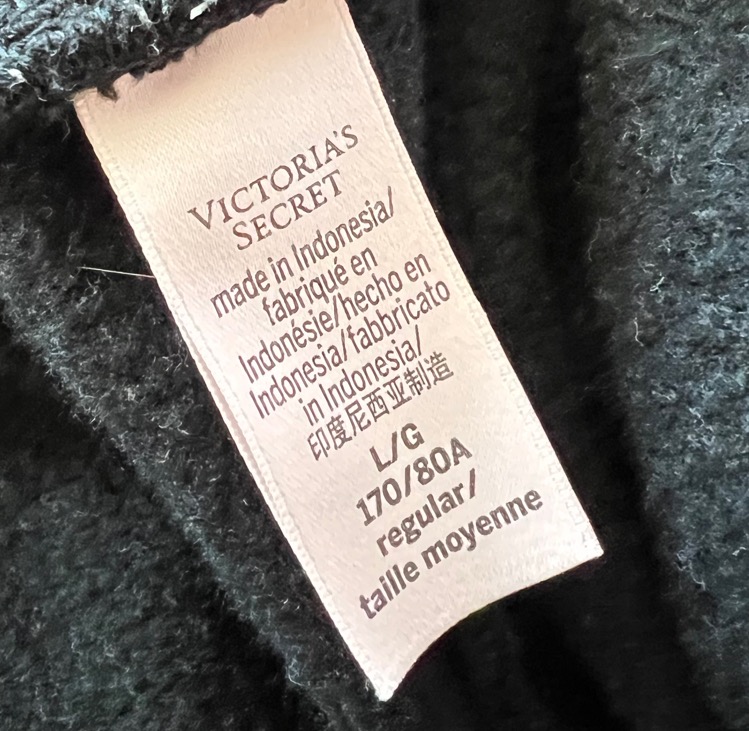 VICTORIA'S
SECRET
made in Indonesia/
fabriqué en
Indonésie/hecho en
Indonesia/fabbricato
in Indonesia/
印度尼西亚制造
L/G
170/80A
regular/
taille moyenne